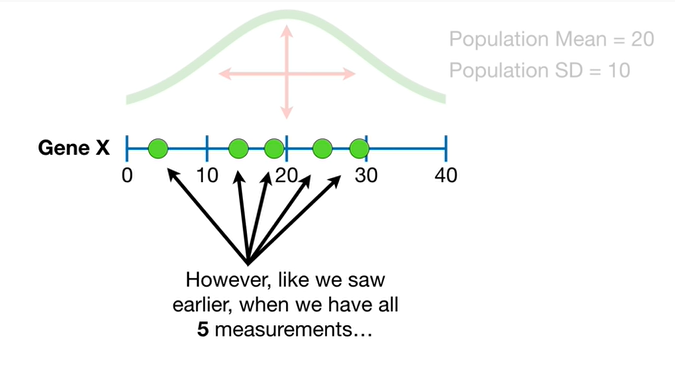 Population Mean = 20
Population SD = 10
Gene X
0 10 20 30 40
However, like we saw
earlier, when we have all
5 measurements…